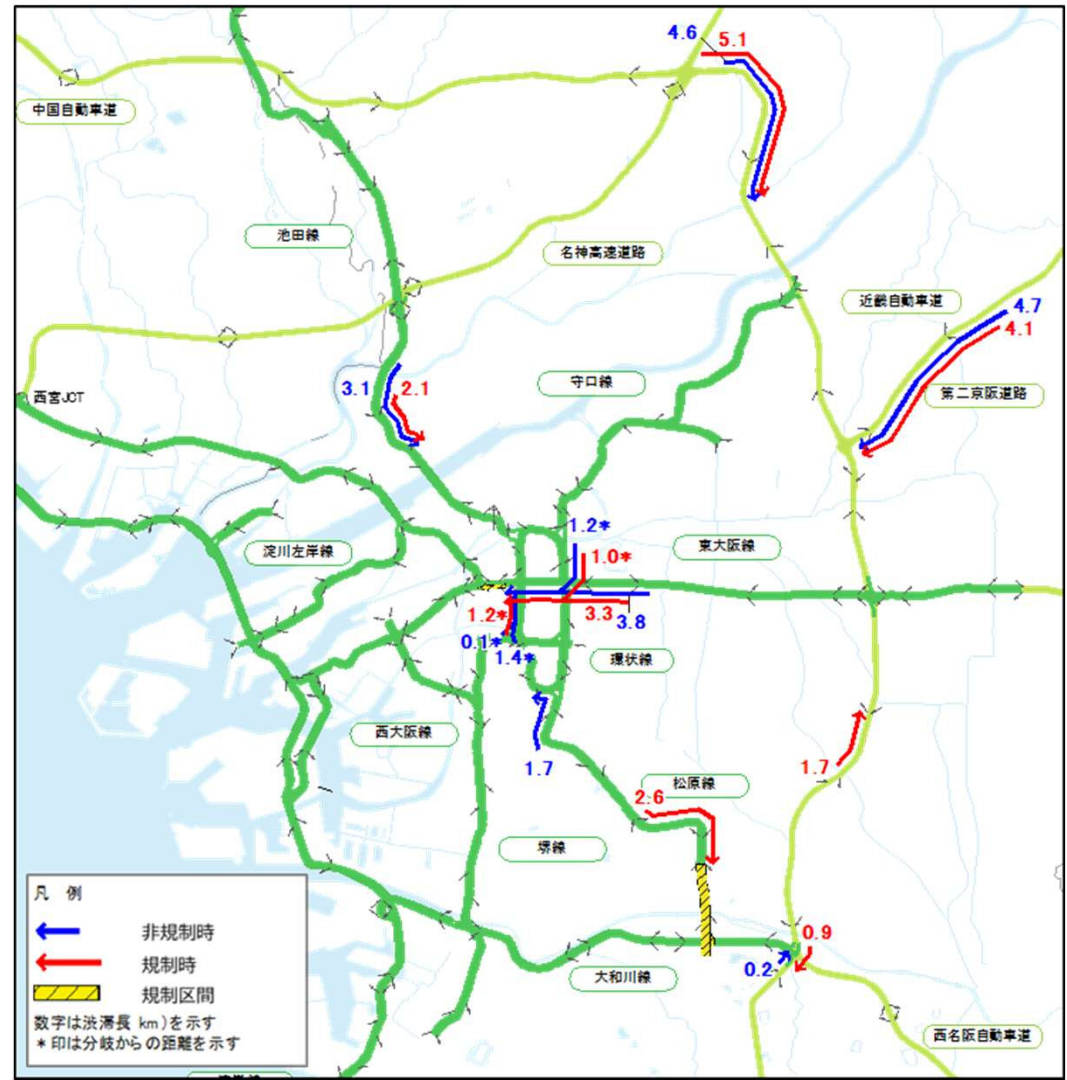 4.6
5.1
中国自動車道
池田線
名神高速道路
近畿自動車道
4.7
4.1
3.1
2.1
守口線
第二京阪道路
西宮JCT
1.2*
淀川左岸線
1.0*
東大阪線
1.2*
3.3
3.8
0.1*
1.4*
環状線
西大阪線
1.7
1.7
松原線
2.6
堺線
凡 例
非規制時
規制時
規制区間
数字は渋滞長 km)を示す
*印は分岐からの距離を示す
0.9
0.2
大和川線
西名阪自動車道